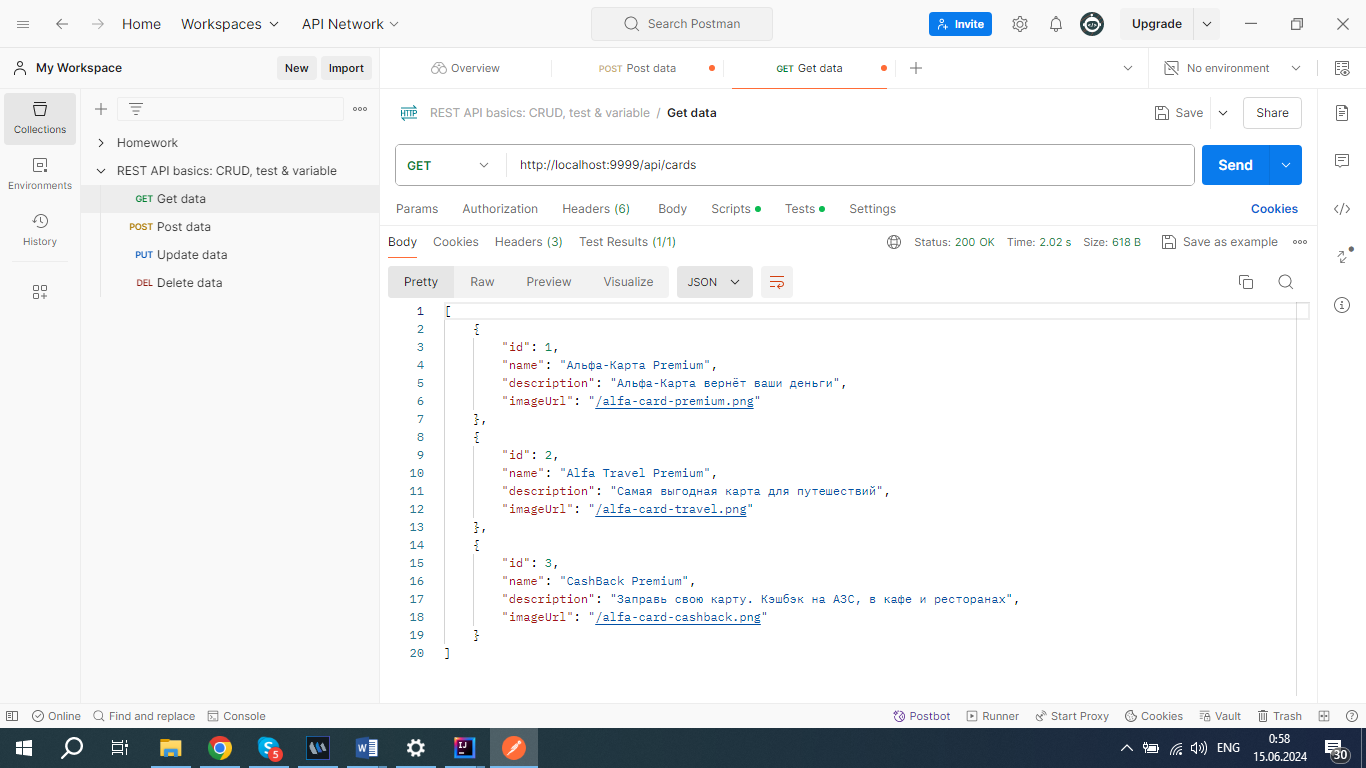 Home Workspaces API Network Search Postman Invite Upgrade
My Workspace New Import Overview POST Post data GET Get data No environment
Collections
Environments
History
Homework
REST API basics: CRUD, test & variable
GET Get data
POST Post data
PUT Update data
DEL Delete data
HTTP REST API basics: CRUD, test & variable / Get data Save Share
GET http://localhost:9999/api/cards Send
Params Authorization Headers (6) Body Scripts Tests Settings Cookies
Body Cookies Headers (3) Test Results (1/1) Status: 200 OK Time: 2.02 s Size: 618 B Save as example
Pretty Raw Preview Visualize JSON
1 [
2 {
3 "id": 1,
4 "name": "Альфа-Карта Premium",
5 "description": "Альфа-Карта вернёт ваши деньги",
6 "imageUrl": "/alfa-card-premium.png"
7 },
8 {
9 "id": 2,
10 "name": "Alfa Travel Premium",
11 "description": "Самая выгодная карта для путешествий",
12 "imageUrl": "/alfa-card-travel.png"
13 },
14 {
15 "id": 3,
16 "name": "CashBack Premium",
17 "description": "Заправь свою карту. Кэшбэк на АЗС, в кафе и ресторанах",
18 "imageUrl": "/alfa-card-cashback.png"
19 }
20 ]
Online Find and replace Console Postbot Runner Start Proxy Cookies Vault Trash
5 W IJ ENG 0:58
15.06.2024 30